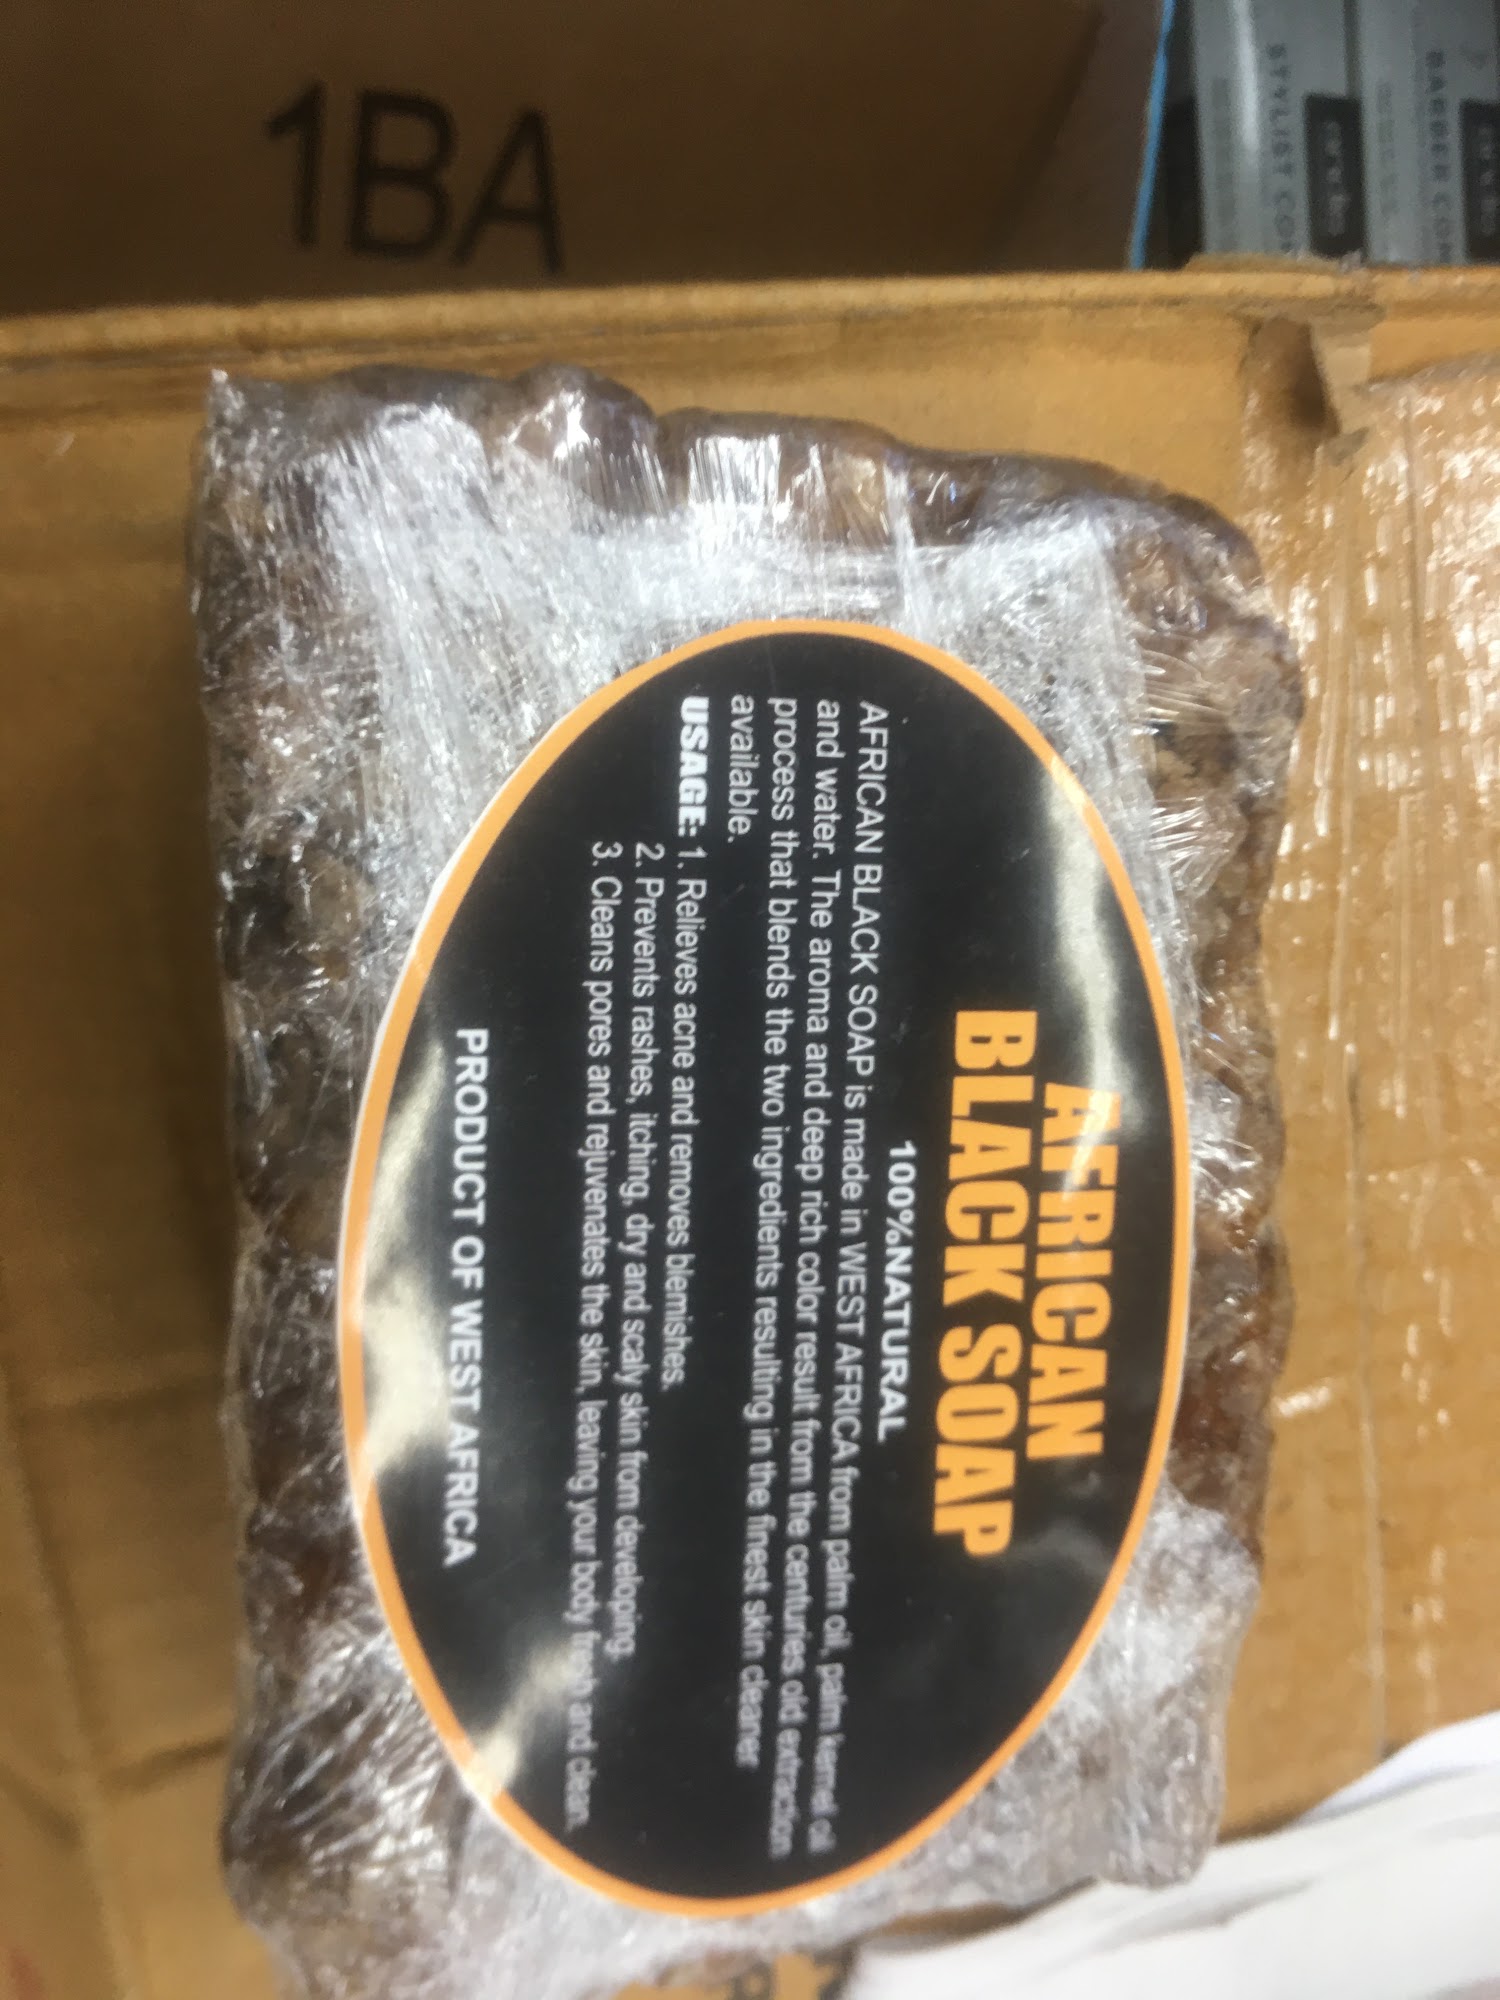 AFRICAN
BLACK SOAP
100%NATURAL
AFRICAN BLACK SOAP is made in WEST AFRICA from palm oil, palm kernel oil
and water. The aroma and deep rich color result from the centuries old extraction
process that blends the two ingredients resulting in the finest skin cleaner
available.
USAGE: 1. Relieves acne and removes blemishes.
2. Prevents rashes, itching, dry and scaly skin from developing.
3. Cleans pores and rejuvenates the skin, leaving your body fresh and clean.
PRODUCT OF WEST AFRICA
1BA
STYLIST CO
BARBER CO